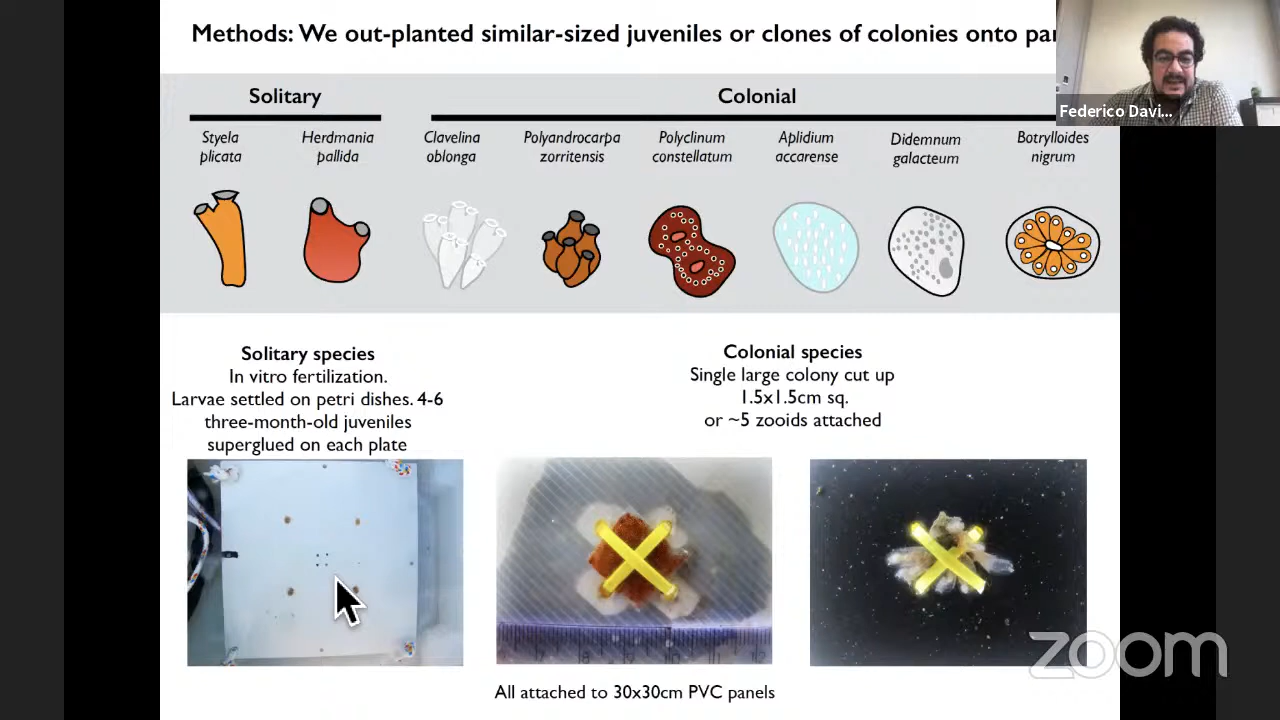 Methods: We out-planted similar-sized juveniles or clones of colonies onto
Federico Davi...
Solitary
Colonial
Styela plicata
Herdmania pallida
Clavelina oblonga
Polyandrocarpa zorritensis
Polyclinum constellatum
Aplidium accarense
Didemnum galacteum
Botrylloides nigrum
Solitary species
In vitro fertilization.
Larvae settled on petri dishes. 4-6
three-month-old juveniles
superglued on each plate
Colonial species
Single large colony cut up
1.5x1.5cm sq.
or ~5 zooids attached
All attached to 30x30cm PVC panels
zoom